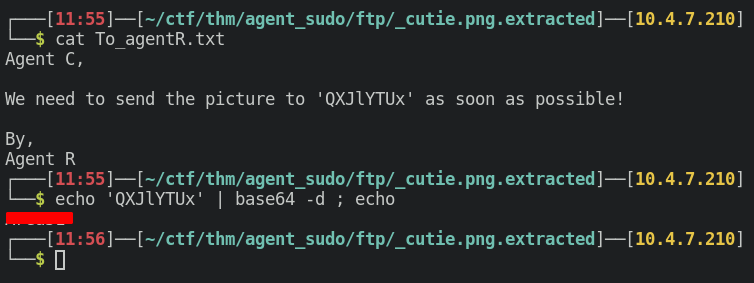 ┌──[11:55]──[~/ctf/thm/agent_sudo/ftp/_cutie.png.extracted]──[10.4.7.210]
└──$ cat To_agentR.txt
Agent C,
We need to send the picture to 'QXJlYTUx' as soon as possible!
By,
Agent R
┌──[11:55]──[~/ctf/thm/agent_sudo/ftp/_cutie.png.extracted]──[10.4.7.210]
└──$ echo 'QXJlYTUx' | base64 -d ; echo
┌──[11:56]──[~/ctf/thm/agent_sudo/ftp/_cutie.png.extracted]──[10.4.7.210]
└──$